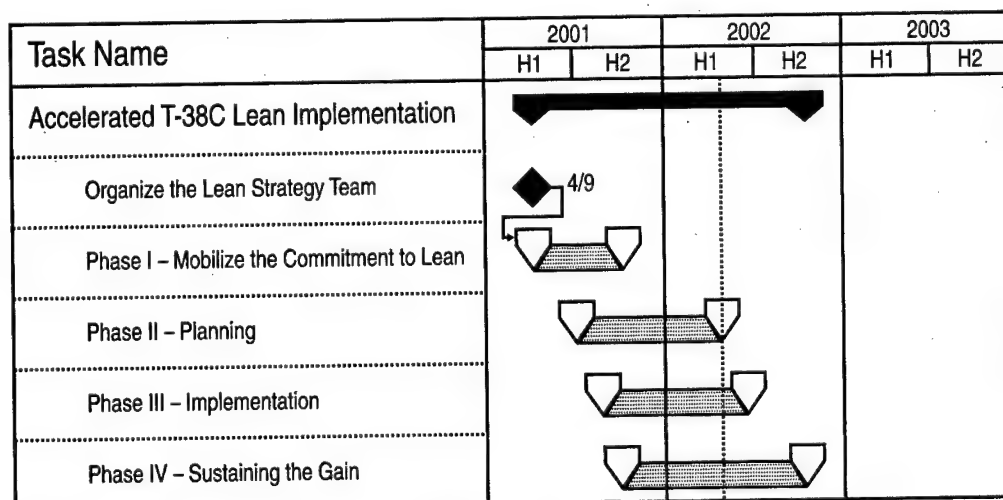 Task Name 2001 2002 2003
H1 H2 H1 H2 H1 H2
Accelerated T-38C Lean Implementation
Organize the Lean Strategy Team 4/9
Phase I – Mobilize the Commitment to Lean
Phase II – Planning
Phase III – Implementation
Phase IV – Sustaining the Gain